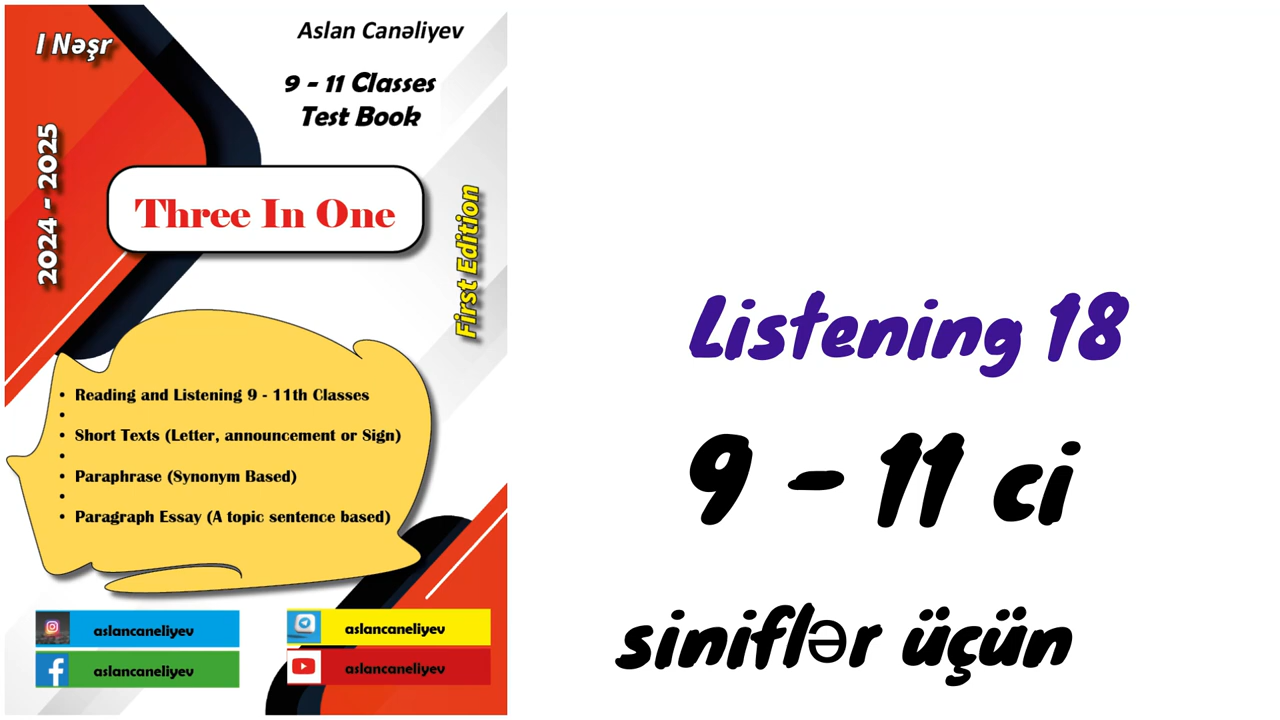 I Nəşr
Aslan Canəliyev
9 - 11 Classes
Test Book
2024 - 2025
Three In One
First Edition
• Reading and Listening 9 - 11th Classes
•
• Short Texts (Letter, announcement or Sign)
•
• Paraphrase (Synonym Based)
•
• Paragraph Essay (A topic sentence based)
aslancaneliyev
aslancaneliyev
aslancaneliyev
aslancaneliyev
Listening 18
9 - 11 ci
siniflər üçün